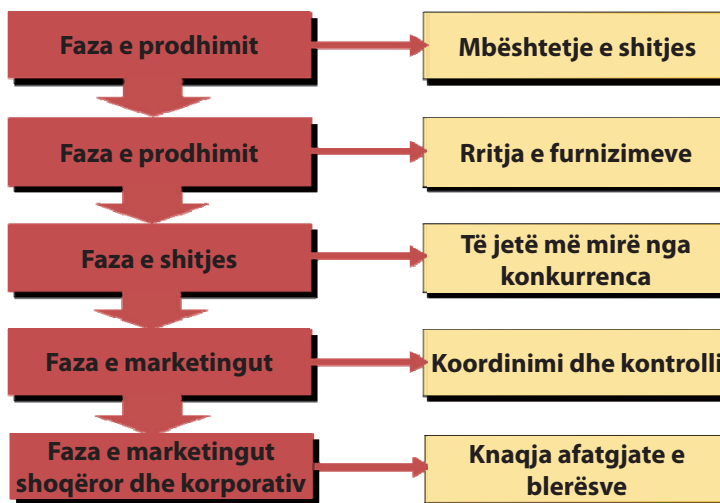 Faza e prodhimit
Mbështetje e shitjes
Faza e prodhimit
Rritja e furnizimeve
Faza e shitjes
Të jetë më mirë nga
konkurrenca
Faza e marketingut
Koordinimi dhe kontrolli
Faza e marketingut
shoqëror dhe korporativ
Knaqja afatgjate e
blerësve